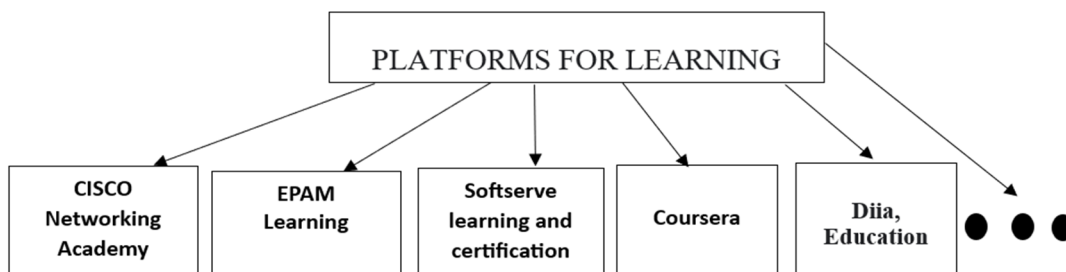 PLATFORMS FOR LEARNING
CISCO
Networking
Academy
EPAM
Learning
Softserve
learning and
certification
Coursera
Diia,
Education